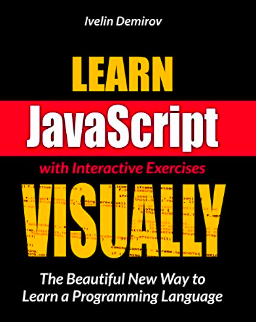 Ivelin Demirov
LEARN
JavaScript
with Interactive Exercises
VISUALLY
The Beautiful New Way to
Learn a Programming Language